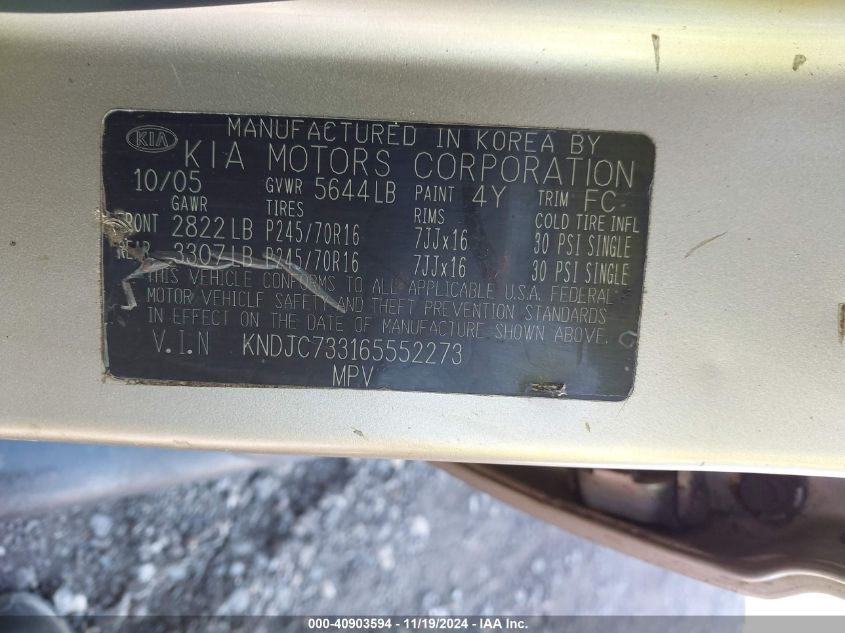 KIA MANUFACTURED IN KOREA BY
KIA MOTORS CORPORATION
10/05 GVWR 5644LB PAINT 4Y TRIM FC
GAWR TIRES RIMS COLD TIRE INFL
FRONT 2822LB P245/70R16 7JJx16 30 PSI SINGLE
REAR 3307LB P245/70R16 7JJx16 30 PSI SINGLE
THIS VEHICLE CONFORMS TO ALL APPLICABLE U.S.A. FEDERAL
MOTOR VEHICLE SAFETY AND THEFT PREVENTION STANDARDS
IN EFFECT ON THE DATE OF MANUFACTURE SHOWN ABOVE.
V.I.N KNDJC733165552273
MPV
000-40903594 - 11/19/2024 - IAA Inc.